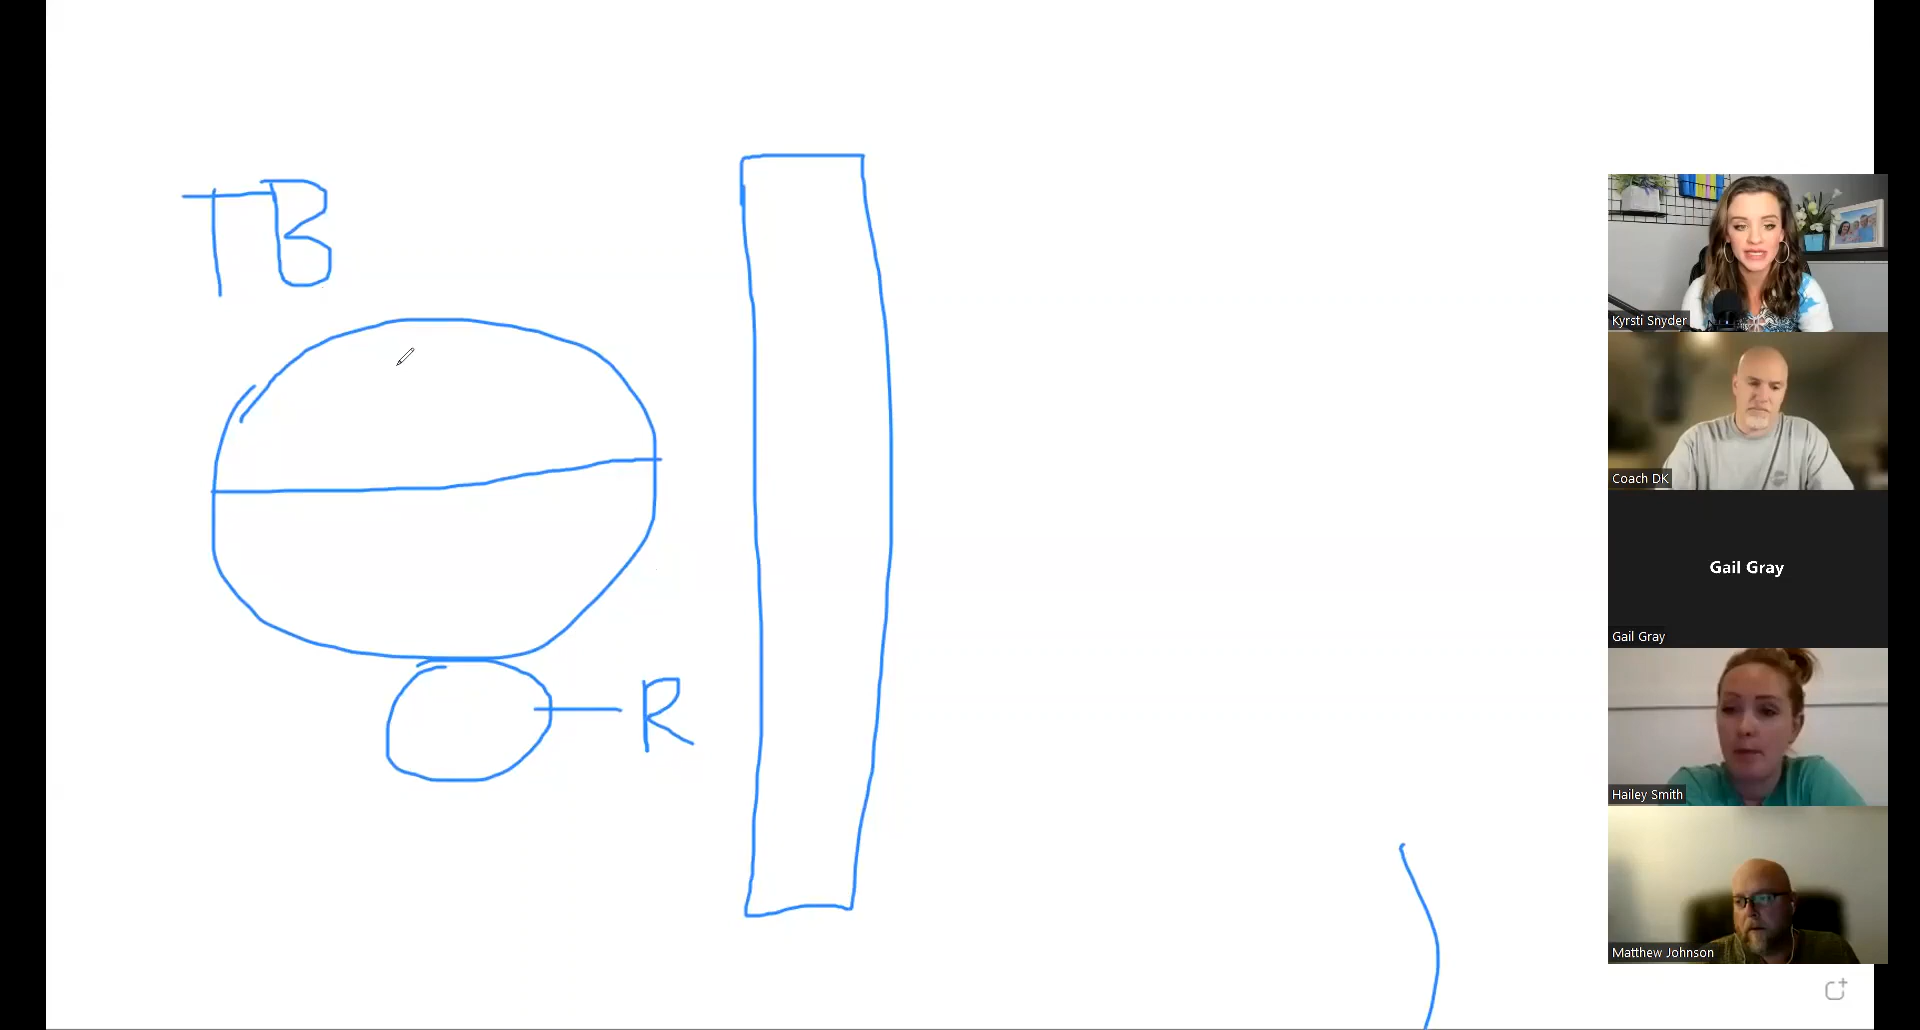 TB
R
Kyrsti Snyder
Coach DK
Gail Gray
Gail Gray
Hailey Smith
Matthew Johnson